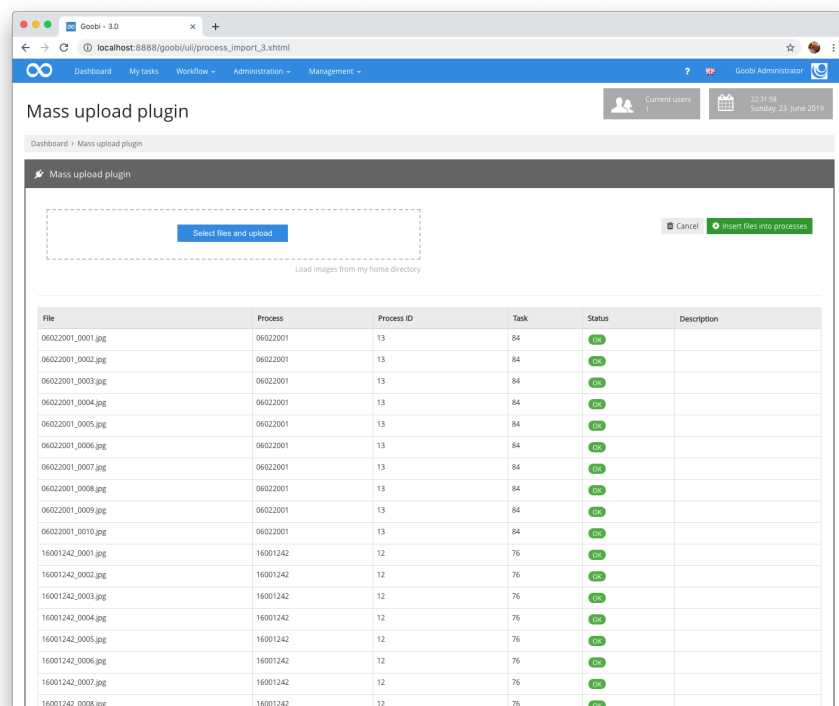 Goobi - 3.0
localhost:8888/goobi/uii/process_import_3.xhtml
Dashboard My tasks Workflow Administration Management ? Goobi Administrator
Mass upload plugin
Current users
1
22:31:58
Sunday, 23. June 2019
Dashboard > Mass upload plugin
Mass upload plugin
Select files and upload
Cancel Insert files into processes
Load images from my home directory
File Process Process ID Task Status Description
06022001_0001.jpg 06022001 13 84 OK
06022001_0002.jpg 06022001 13 84 OK
06022001_0003.jpg 06022001 13 84 OK
06022001_0004.jpg 06022001 13 84 OK
06022001_0005.jpg 06022001 13 84 OK
06022001_0006.jpg 06022001 13 84 OK
06022001_0007.jpg 06022001 13 84 OK
06022001_0008.jpg 06022001 13 84 OK
06022001_0009.jpg 06022001 13 84 OK
06022001_0010.jpg 06022001 13 84 OK
16001242_0001.jpg 16001242 12 76 OK
16001242_0002.jpg 16001242 12 76 OK
16001242_0003.jpg 16001242 12 76 OK
16001242_0004.jpg 16001242 12 76 OK
16001242_0005.jpg 16001242 12 76 OK
16001242_0006.jpg 16001242 12 76 OK
16001242_0007.jpg 16001242 12 76 OK
16001242_0008.jpg 16001242 12 76 OK